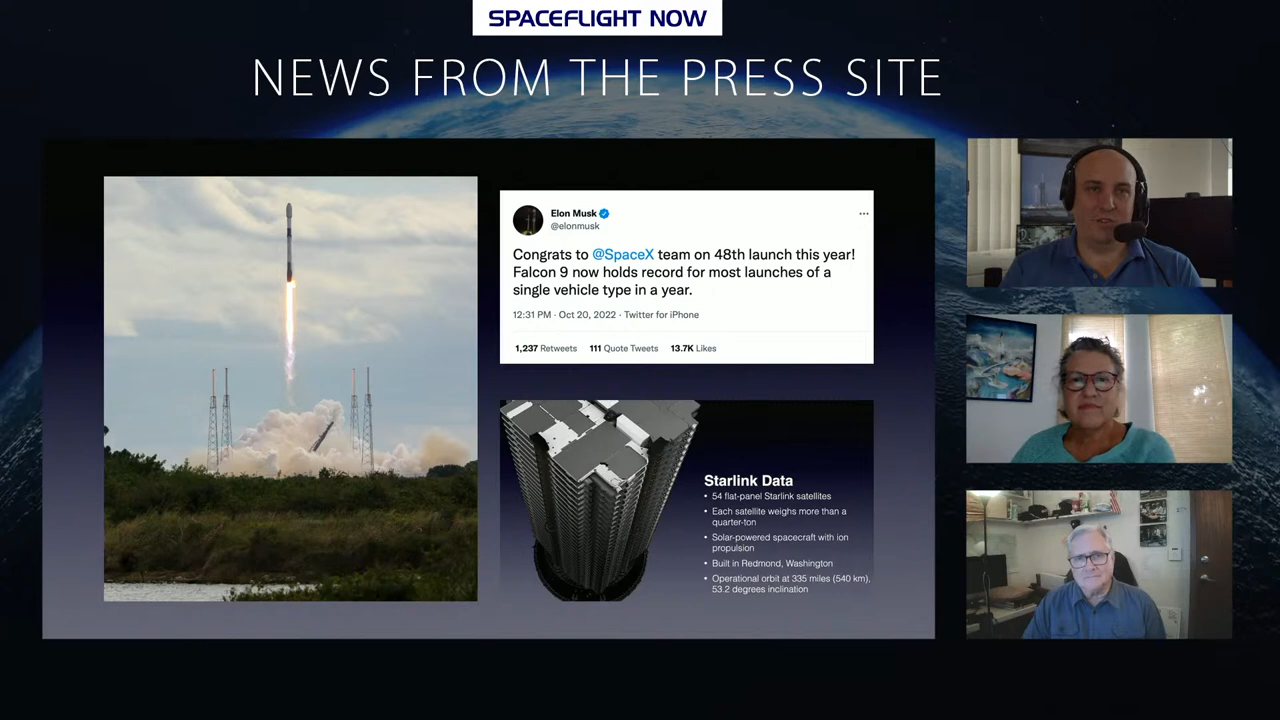 SPACEFLIGHT NOW
NEWS FROM THE PRESS SITE
Elon Musk
@elonmusk
Congrats to @SpaceX team on 48th launch this year!
Falcon 9 now holds record for most launches of a
single vehicle type in a year.
12:31 PM · Oct 20, 2022 · Twitter for iPhone
1,237 Retweets 111 Quote Tweets 13.7K Likes
Starlink Data
• 54 flat-panel Starlink satellites
• Each satellite weighs more than a
quarter-ton
• Solar-powered spacecraft with ion
propulsion
• Built in Redmond, Washington
• Operational orbit at 335 miles (540 km),
53.2 degrees inclination